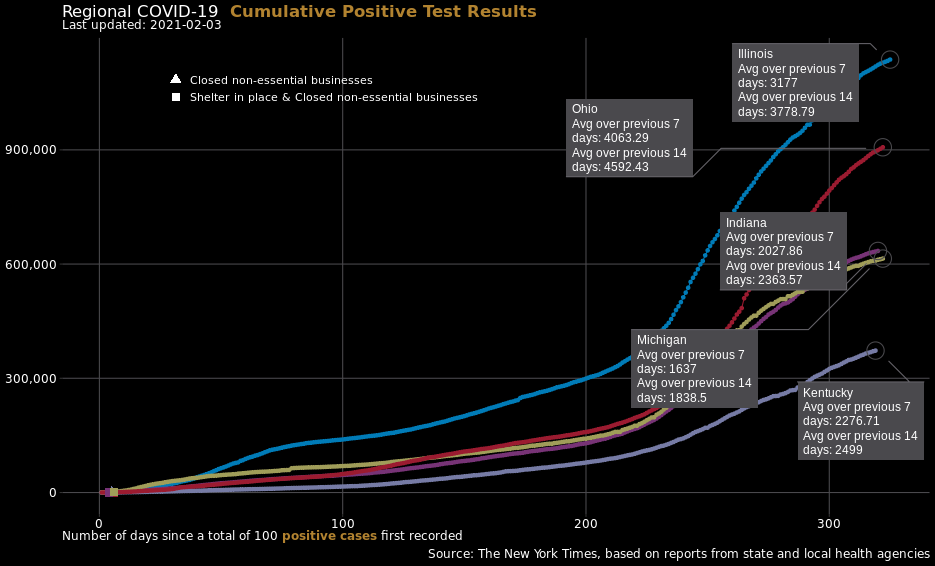 Regional COVID-19 Cumulative Positive Test Results
Last updated: 2021-02-03
Closed non-essential businesses
Shelter in place & Closed non-essential businesses
Illinois
Avg over previous 7
days: 3177
Avg over previous 14
days: 3778.79
Ohio
Avg over previous 7
days: 4063.29
Avg over previous 14
days: 4592.43
Indiana
Avg over previous 7
days: 2027.86
Avg over previous 14
days: 2363.57
Michigan
Avg over previous 7
days: 1637
Avg over previous 14
days: 1838.5
Kentucky
Avg over previous 7
days: 2276.71
Avg over previous 14
days: 2499
900,000
600,000
300,000
0
0 100 200 300
Number of days since a total of 100 positive cases first recorded
Source: The New York Times, based on reports from state and local health agencies